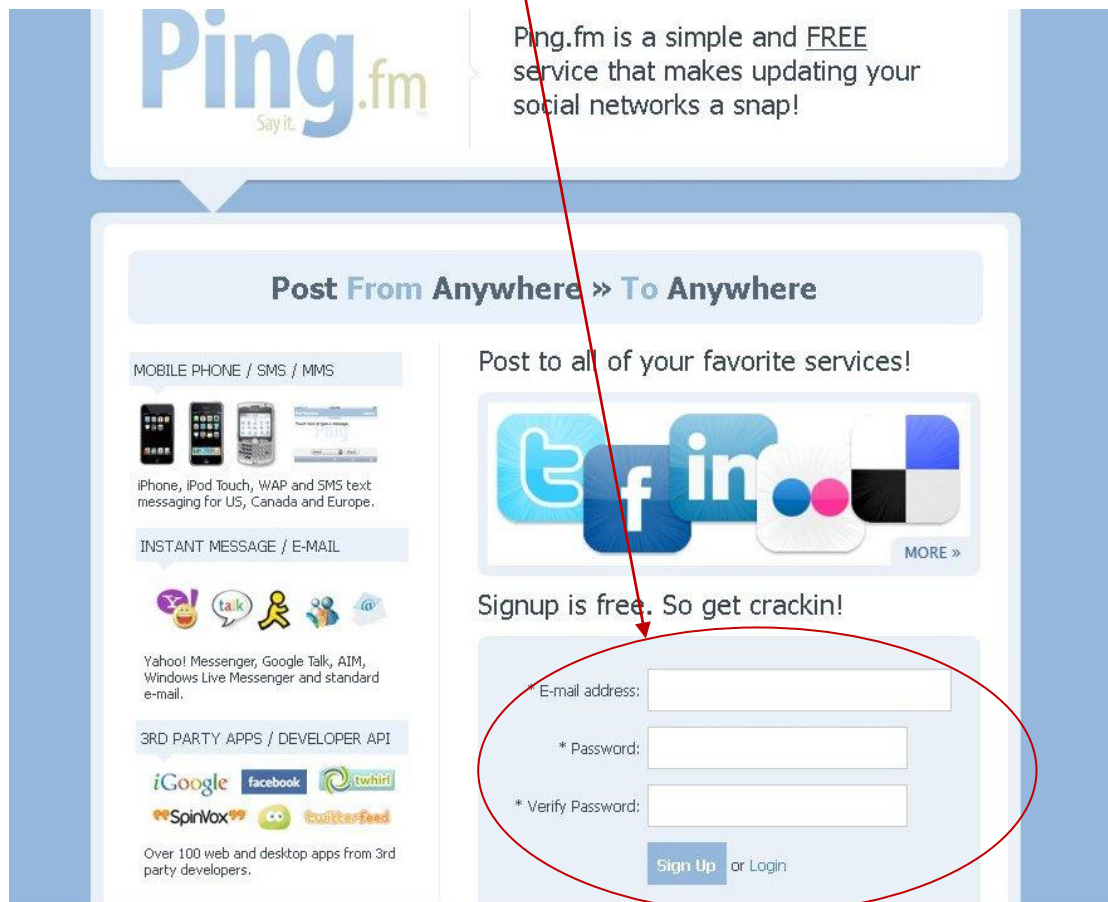 Ping.fm
Say it.
Ping.fm is a simple and FREE
service that makes updating your
social networks a snap!
Post From Anywhere » To Anywhere
MOBILE PHONE / SMS / MMS
iPhone, iPod Touch, WAP and SMS text
messaging for US, Canada and Europe.
INSTANT MESSAGE / E-MAIL
talk
Yahoo! Messenger, Google Talk, AIM,
Windows Live Messenger and standard
e-mail.
3RD PARTY APPS / DEVELOPER API
iGoogle facebook twhirl
SpinVox twitterfeed
Over 100 web and desktop apps from 3rd
party developers.
Post to all of your favorite services!
t f in
MORE »
Signup is free. So get crackin!
* E-mail address:
* Password:
* Verify Password:
Sign Up or Login